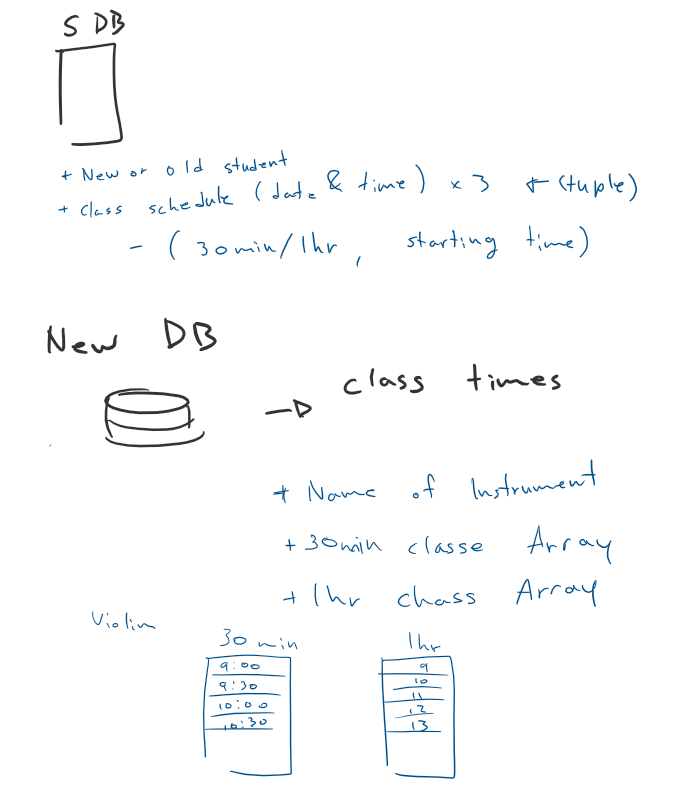 S DB
+ New or old student
+ Class schedule (date & time) x 3 ← (tuple)
- (30min/1hr, starting time)
New DB
→ class times
+ Name of Instrument
+ 30min classe Array
+ 1hr chass Array
Violin
30 min 1hr
9:00 9
9:30 10
10:00 11
10:30 12
13